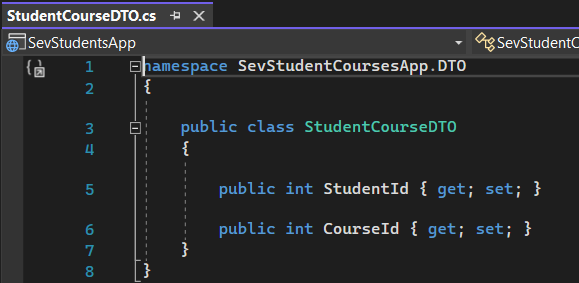 StudentCourseDTO.cs
SevStudentsApp
SevStudentC
1 namespace SevStudentCoursesApp.DTO
2 {
3 public class StudentCourseDTO
4 {
5 public int StudentId { get; set; }
6 public int CourseId { get; set; }
7 }
8 }